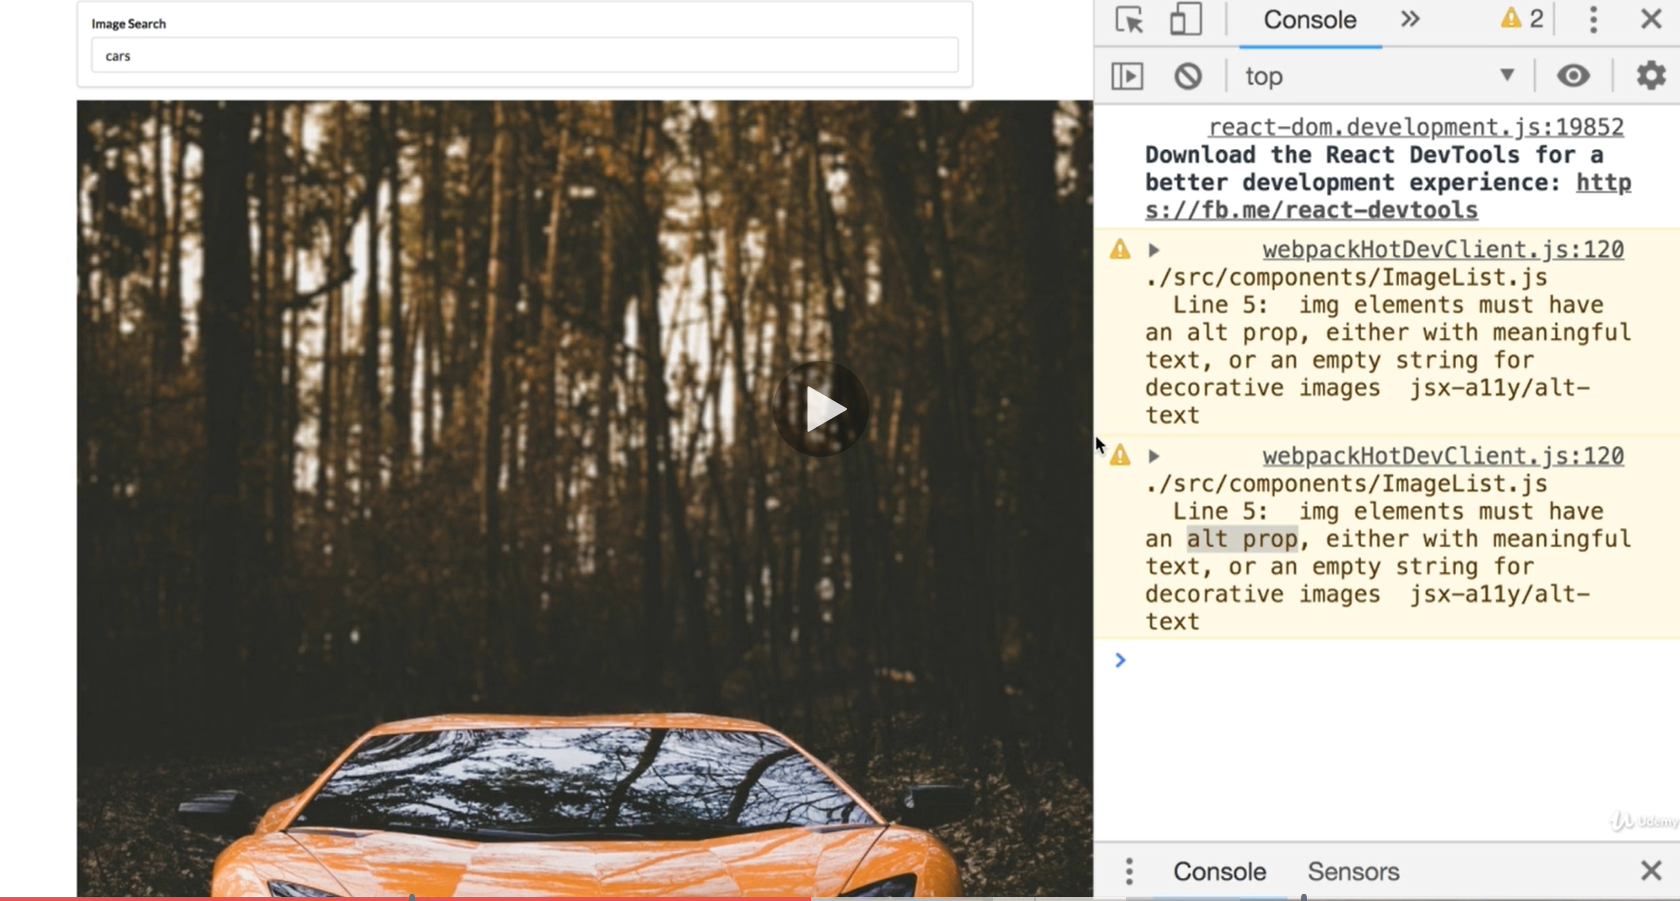 Image Search
cars
Console
2
top
react-dom.development.js:19852
Download the React DevTools for a
better development experience: http
s://fb.me/react-devtools
webpackHotDevClient.js:120
./src/components/ImageList.js
Line 5:  img elements must have
an alt prop, either with meaningful
text, or an empty string for
decorative images  jsx-a11y/alt-
text
webpackHotDevClient.js:120
./src/components/ImageList.js
Line 5:  img elements must have
an alt prop, either with meaningful
text, or an empty string for
decorative images  jsx-a11y/alt-
text
Udemy
Console
Sensors